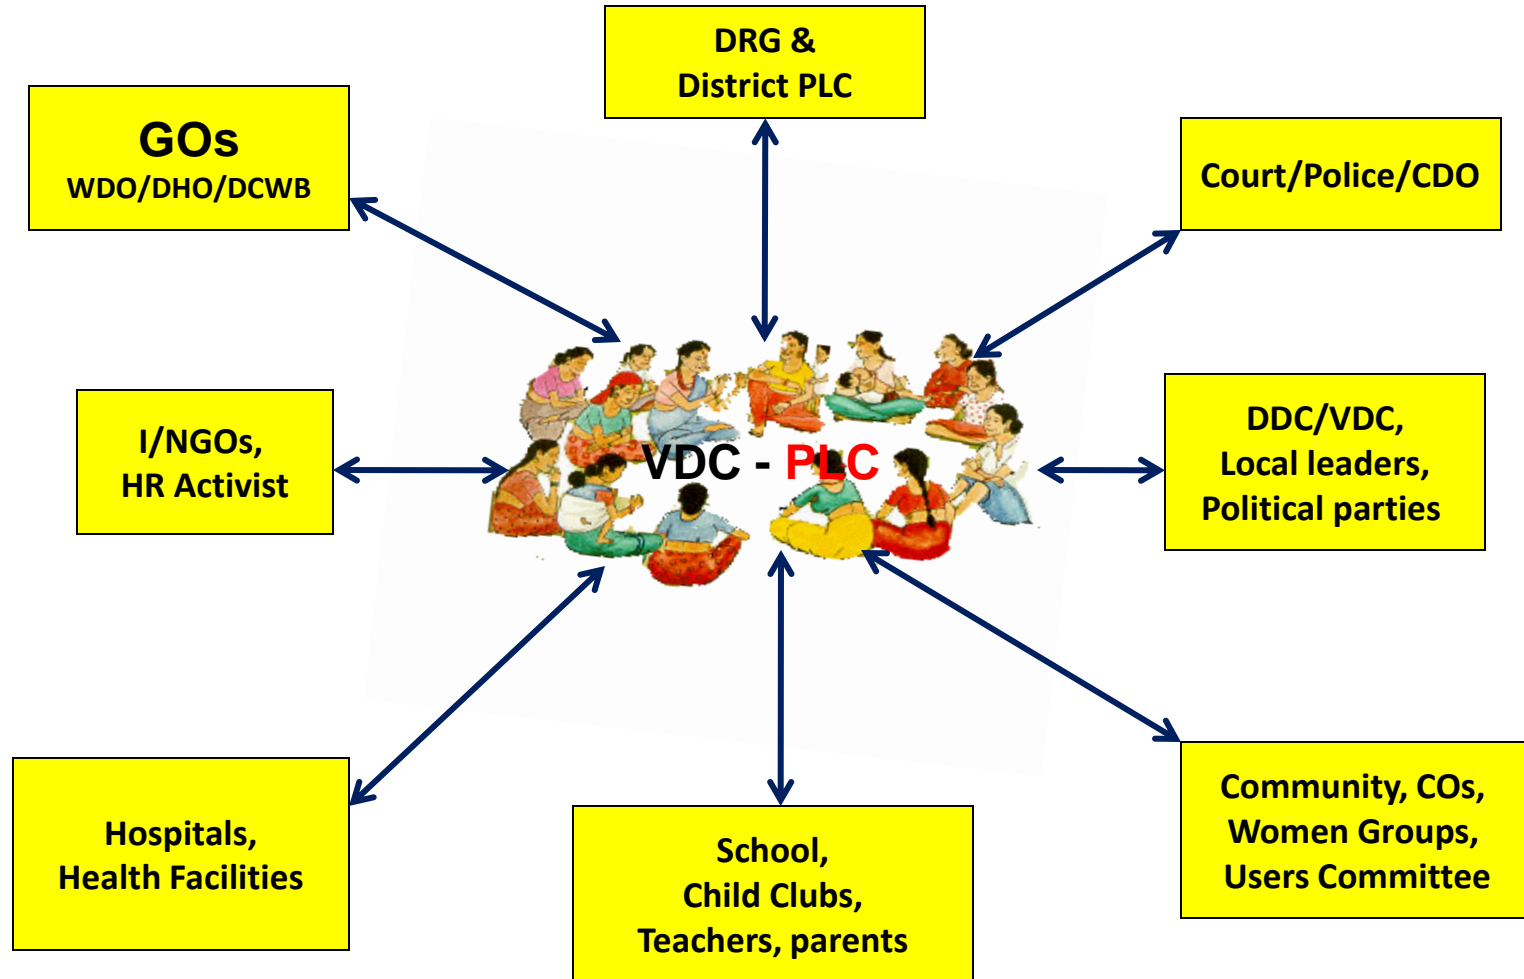 DRG &
District PLC
GOs
WDO/DHO/DCWB
Court/Police/CDO
I/NGOs,
HR Activist
VDC - PLC
DDC/VDC,
Local leaders,
Political parties
Hospitals,
Health Facilities
School,
Child Clubs,
Teachers, parents
Community, COs,
Women Groups,
Users Committee